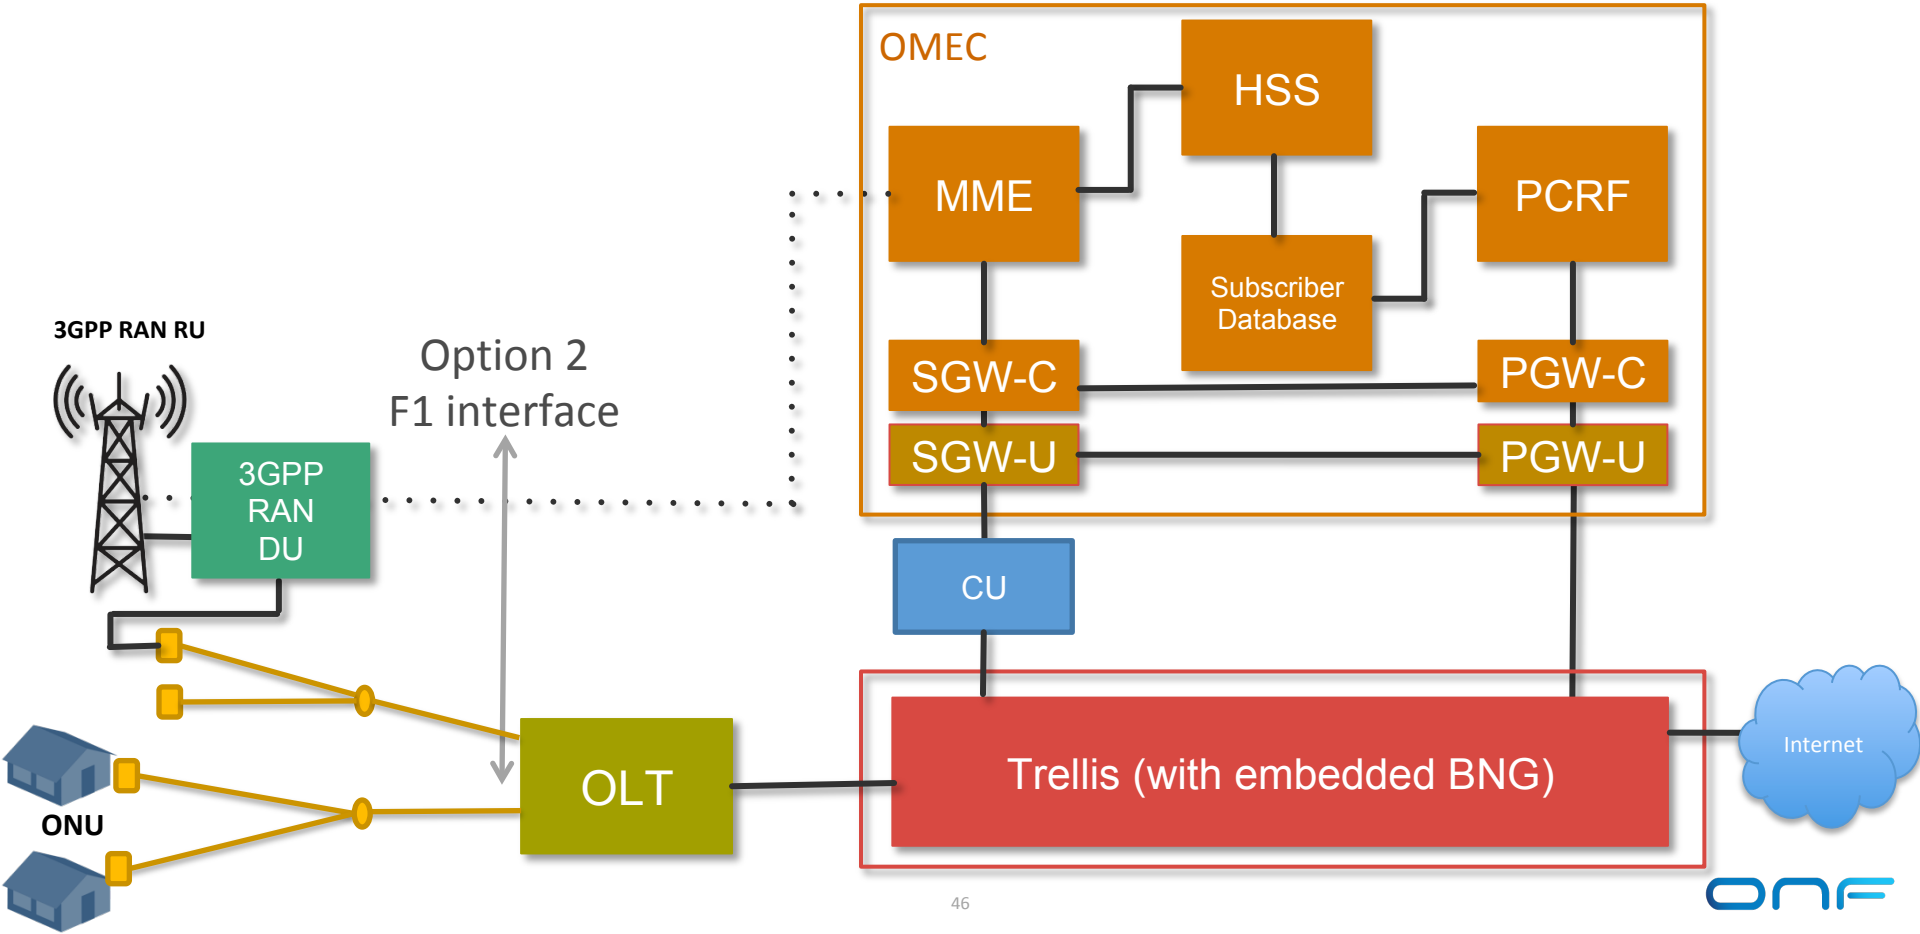 OMEC
HSS
MME
PCRF
Subscriber
Database
3GPP RAN RU
Option 2
F1 interface
SGW-C
PGW-C
SGW-U
PGW-U
3GPP
RAN
DU
CU
OLT
Trellis (with embedded BNG)
Internet
ONU
46
ONF